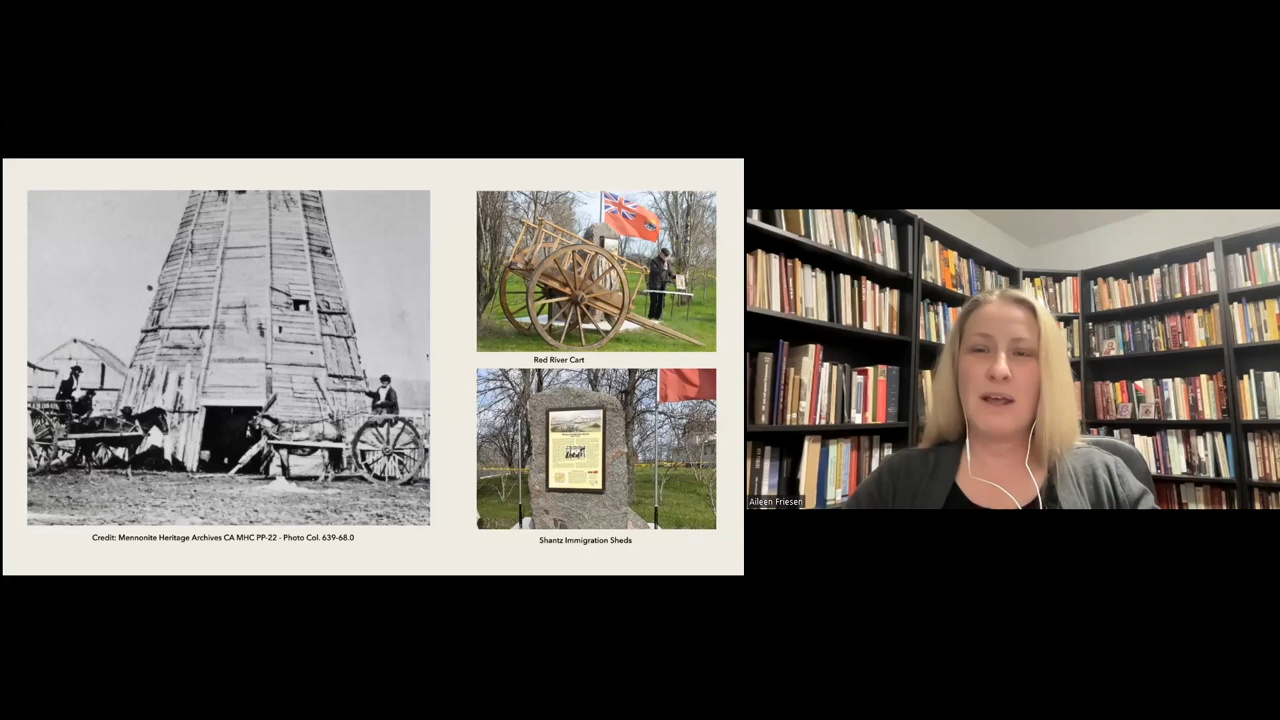 Credit: Mennonite Heritage Archives CA MHC PP-22 - Photo Col. 639-68.0
Red River Cart
Shantz Immigration Sheds
Aileen Friesen